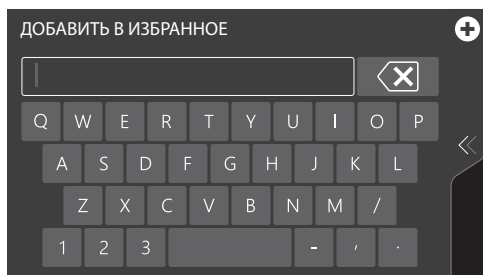 ДОБАВИТЬ В ИЗБРАННОЕ
Q W E R T Y U I O P
A S D F G H J K L
Z X C V B N M /
1 2 3 - , .